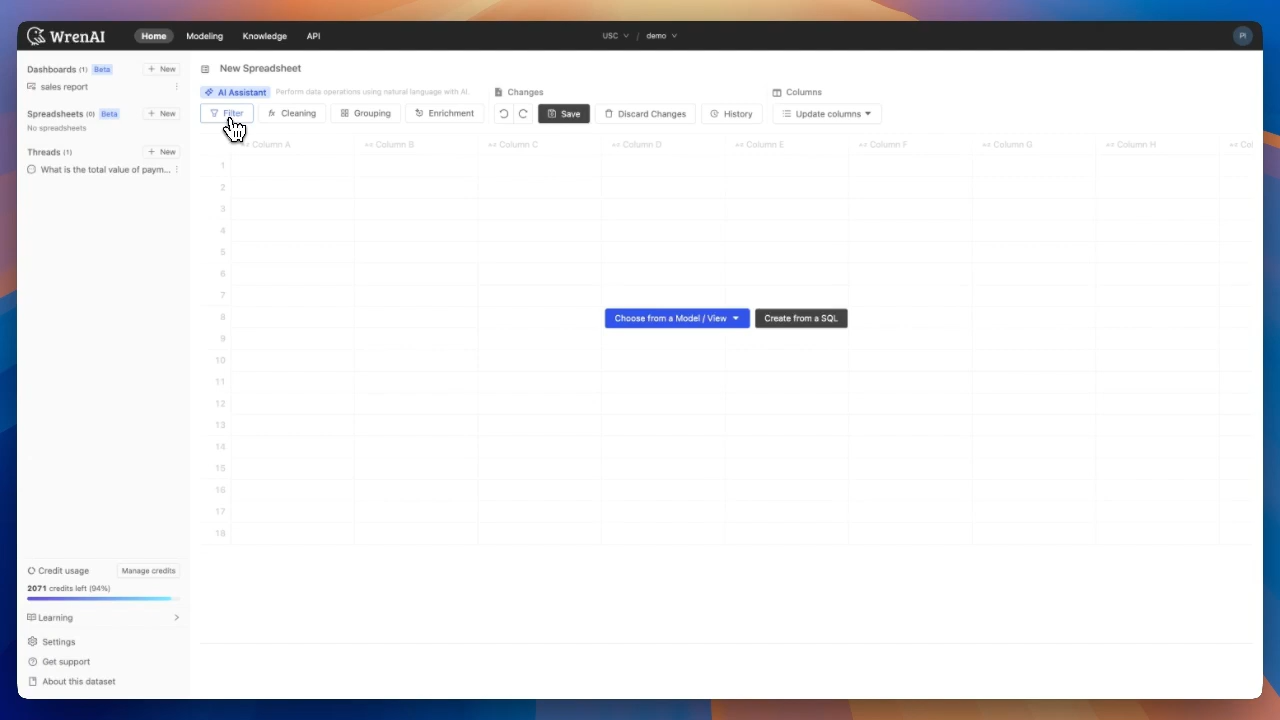 WrenAI
Home Modeling Knowledge API
USC / demo
PI
Dashboards (1) Beta + New
sales report
Spreadsheets (0) Beta + New
No spreadsheets
Threads (1) + New
What is the total value of paym...
New Spreadsheet
AI Assistant Perform data operations using natural language with AI.
Changes
Columns
Filter Cleaning Grouping Enrichment
Save Discard Changes History
Update columns
Column A Column B Column C Column D Column E Column F Column G Column H Col
1
2
3
4
5
6
7
8
9
10
11
12
13
14
15
16
17
18
Choose from a Model / View Create from a SQL
Credit usage Manage credits
2071 credits left (94%)
Learning
Settings
Get support
About this dataset